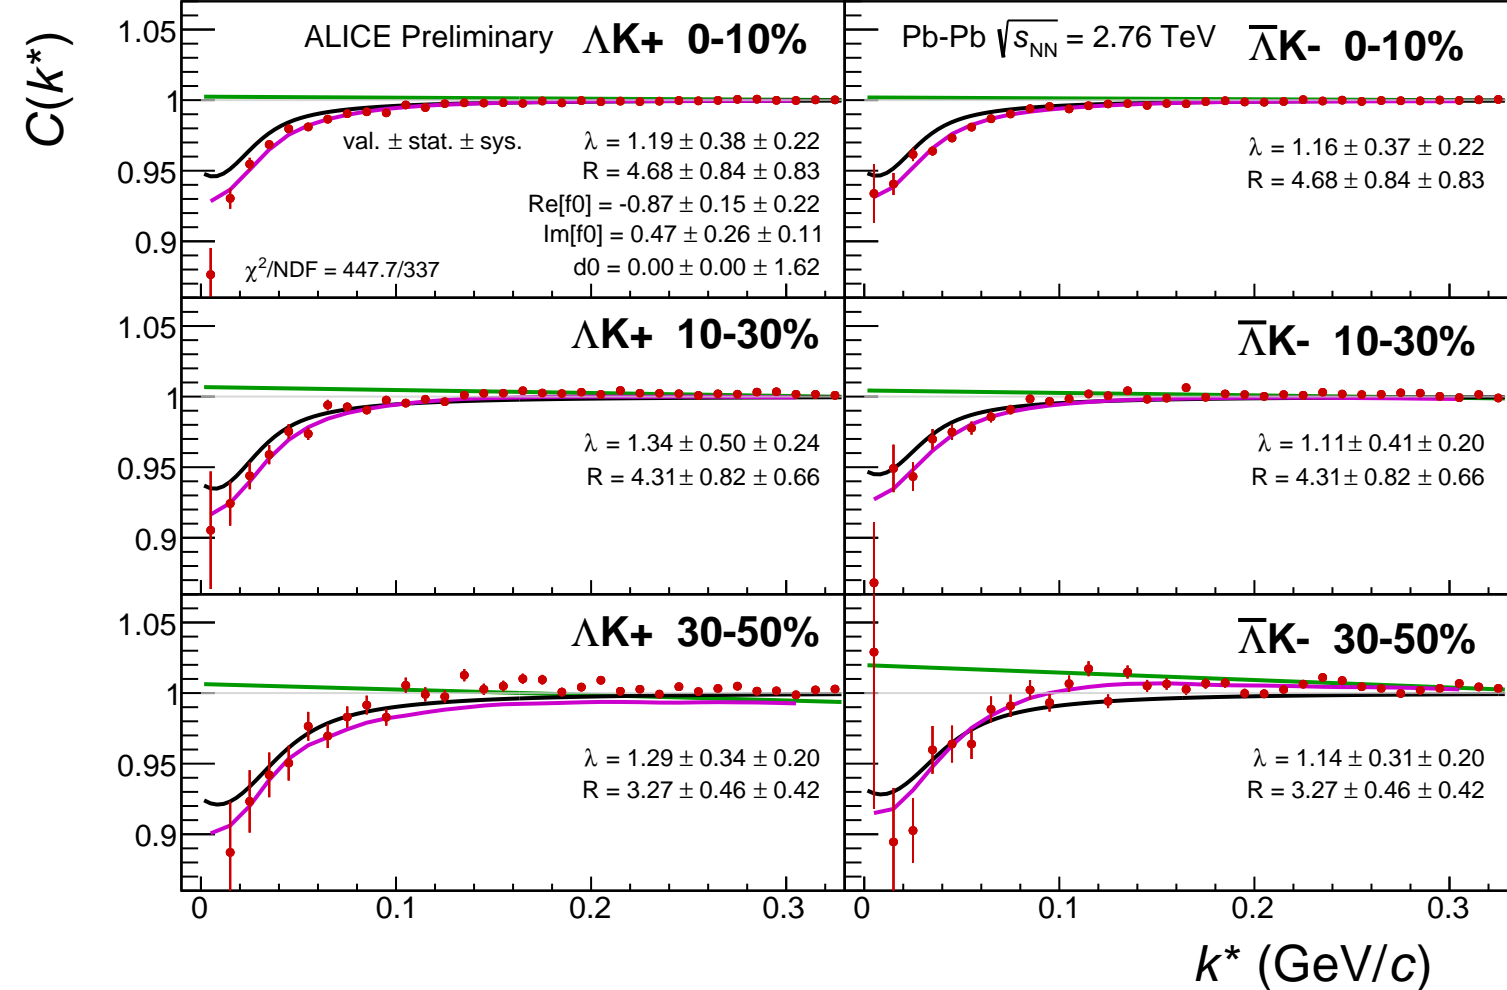 C(k*)
ALICE Preliminary ΛK+ 0-10%
val. ± stat. ± sys.
λ = 1.19 ± 0.38 ± 0.22
R = 4.68 ± 0.84 ± 0.83
Re[f0] = -0.87 ± 0.15 ± 0.22
Im[f0] = 0.47 ± 0.26 ± 0.11
d0 = 0.00 ± 0.00 ± 1.62
χ²/NDF = 447.7/337
1.05
1
0.95
0.9
Pb-Pb √s_NN = 2.76 TeV Λ̅K- 0-10%
λ = 1.16 ± 0.37 ± 0.22
R = 4.68 ± 0.84 ± 0.83
ΛK+ 10-30%
λ = 1.34 ± 0.50 ± 0.24
R = 4.31 ± 0.82 ± 0.66
1.05
1
0.95
0.9
Λ̅K- 10-30%
λ = 1.11 ± 0.41 ± 0.20
R = 4.31 ± 0.82 ± 0.66
ΛK+ 30-50%
λ = 1.29 ± 0.34 ± 0.20
R = 3.27 ± 0.46 ± 0.42
1.05
1
0.95
0.9
Λ̅K- 30-50%
λ = 1.14 ± 0.31 ± 0.20
R = 3.27 ± 0.46 ± 0.42
0 0.1 0.2 0.3
0 0.1 0.2 0.3
k* (GeV/c)